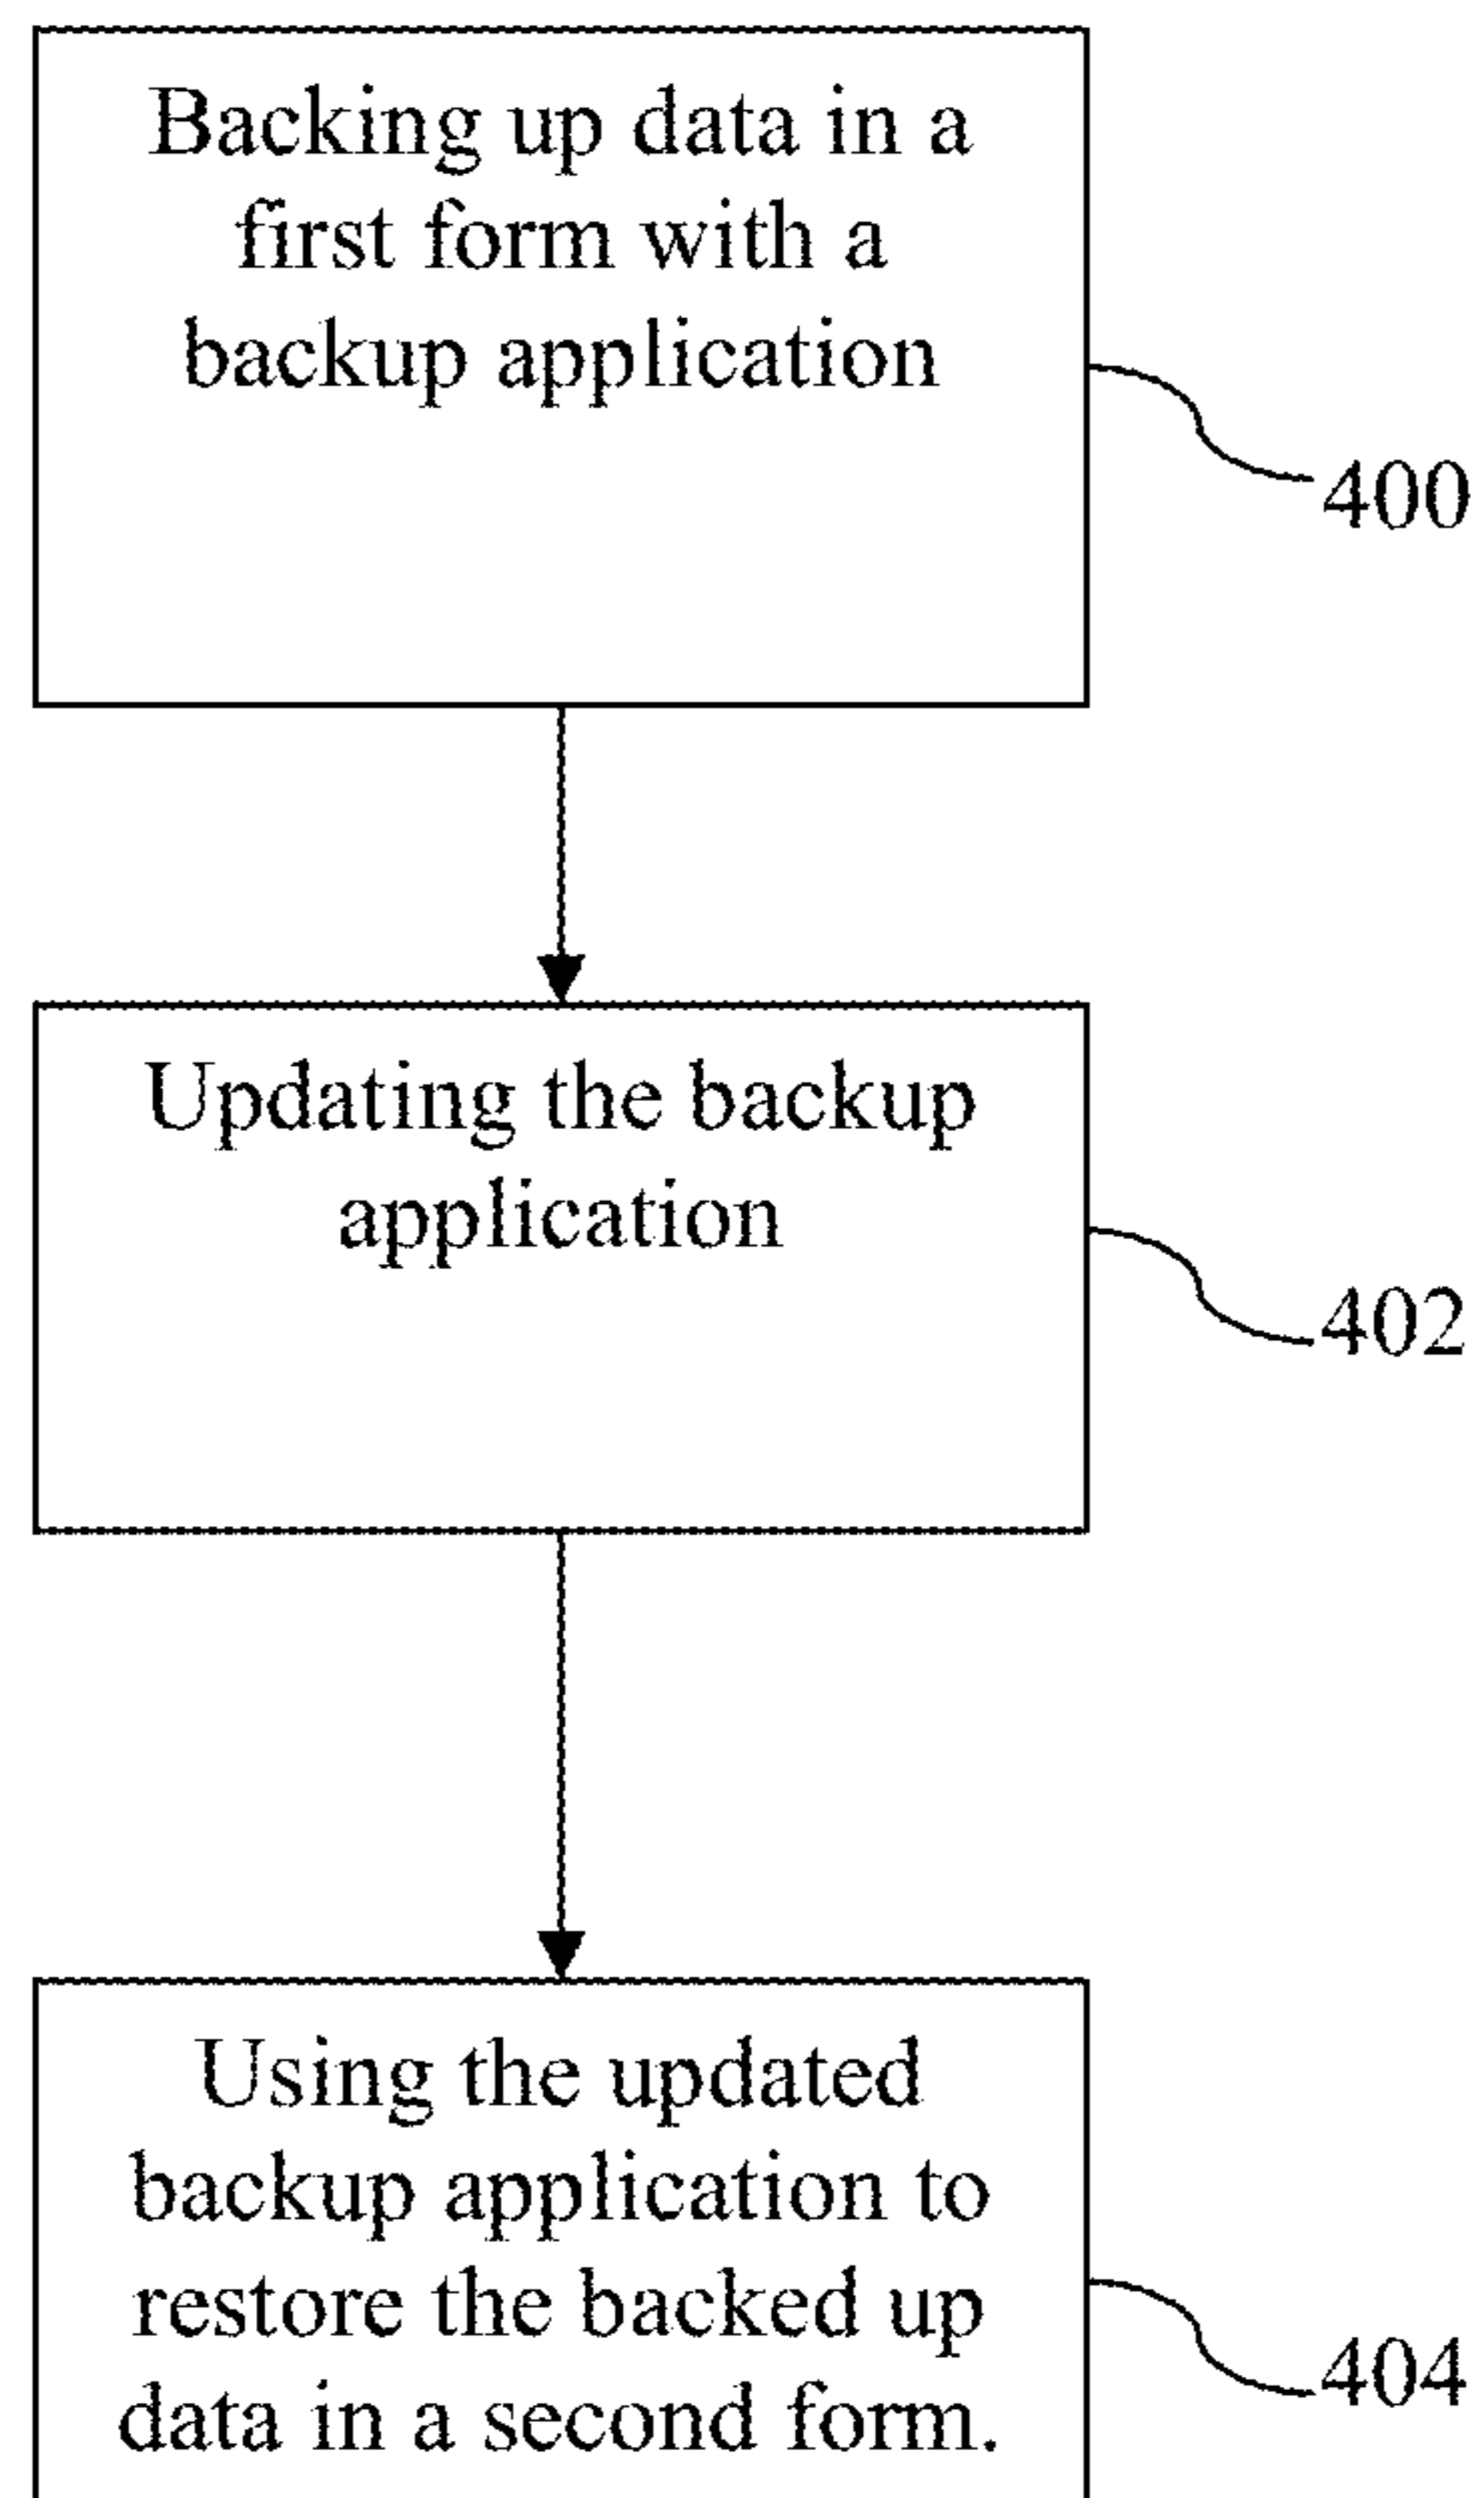 Backing up data in a
first form with a
backup application
400
Updating the backup
application
402
Using the updated
backup application to
restore the backed up
data in a second form.
404